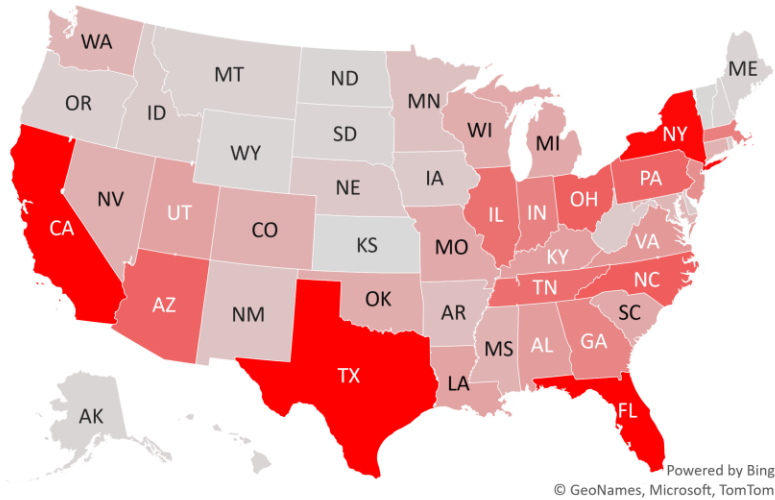 WA
MT
ND
ME
OR
ID
MN
SD
WI
MI
NY
WY
IA
PA
NE
NV
UT
CO
IL
IN
OH
CA
KS
MO
KY
VA
AZ
NM
OK
AR
TN
NC
SC
MS
AL
GA
TX
LA
AK
FL
Powered by Bing
© GeoNames, Microsoft, TomTom